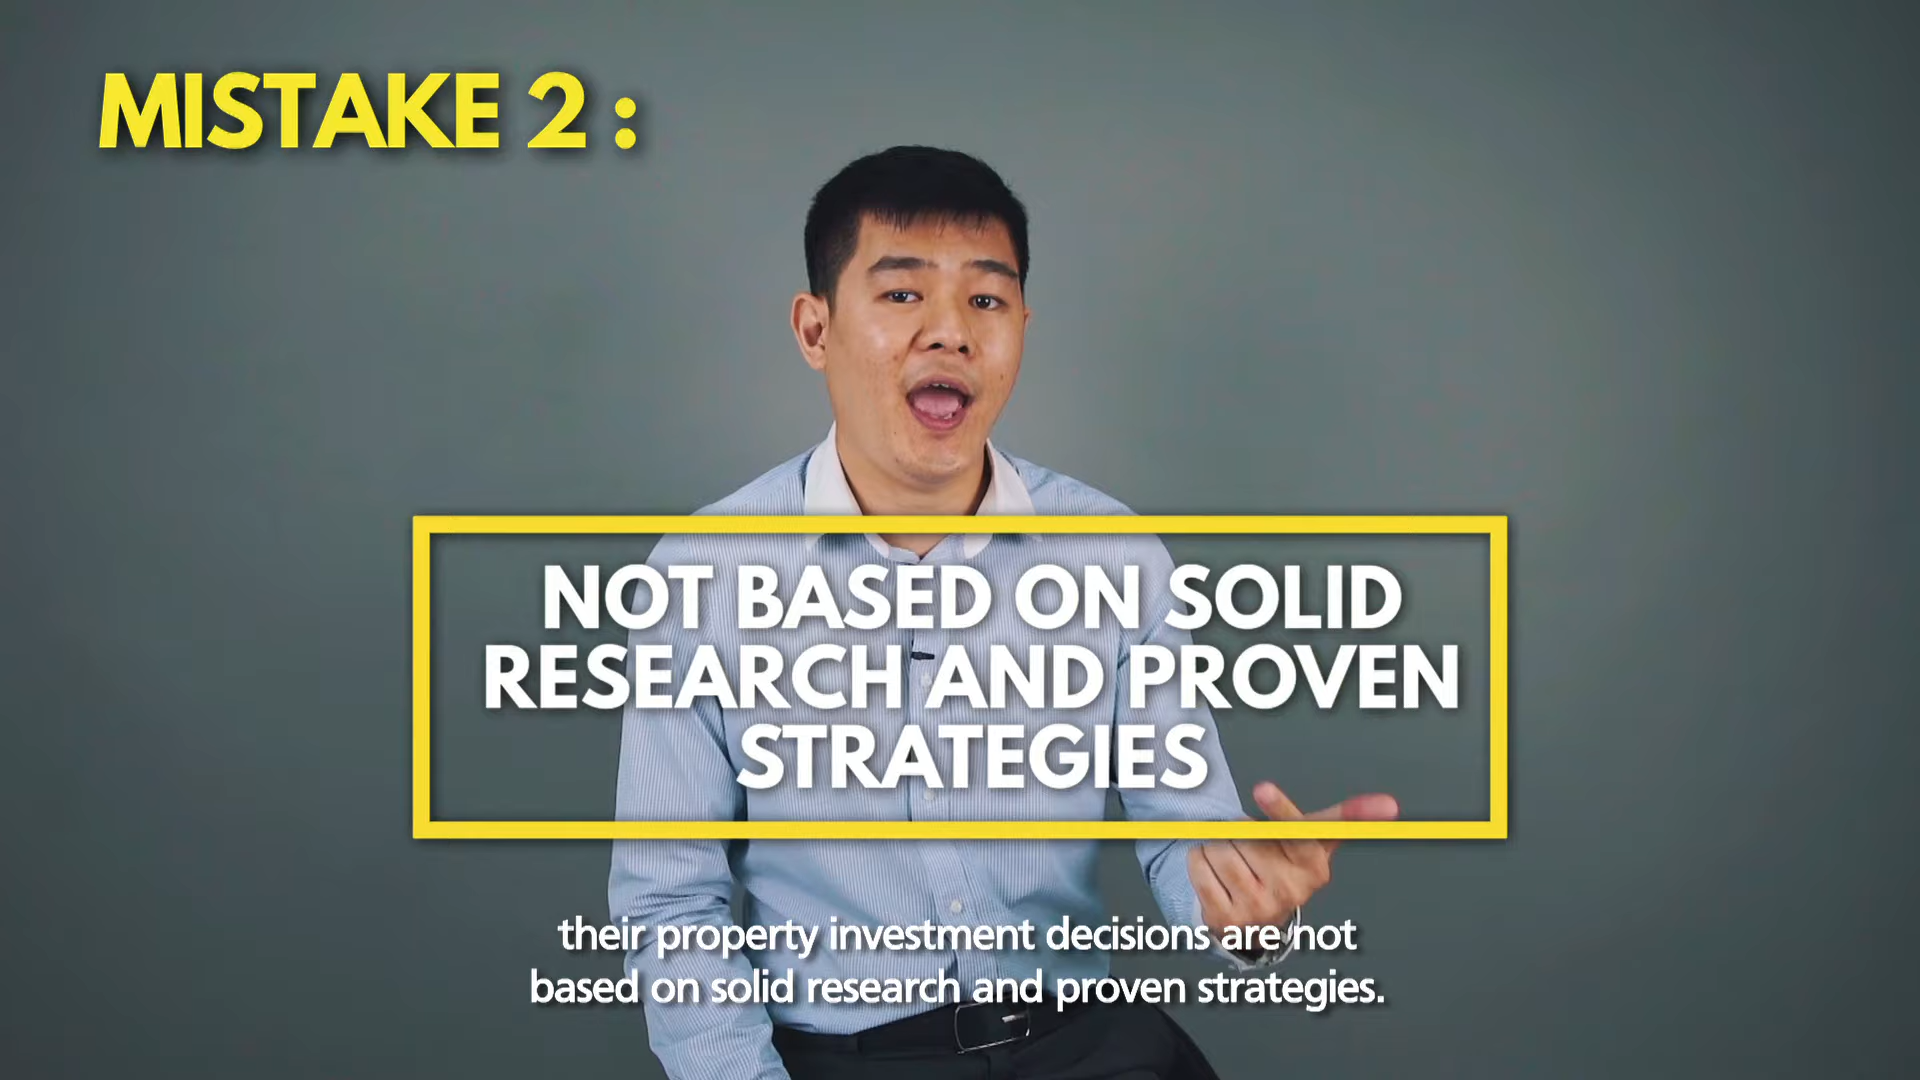 MISTAKE 2 :
NOT BASED ON SOLID
RESEARCH AND PROVEN
STRATEGIES
their property investment decisions are not
based on solid research and proven strategies.